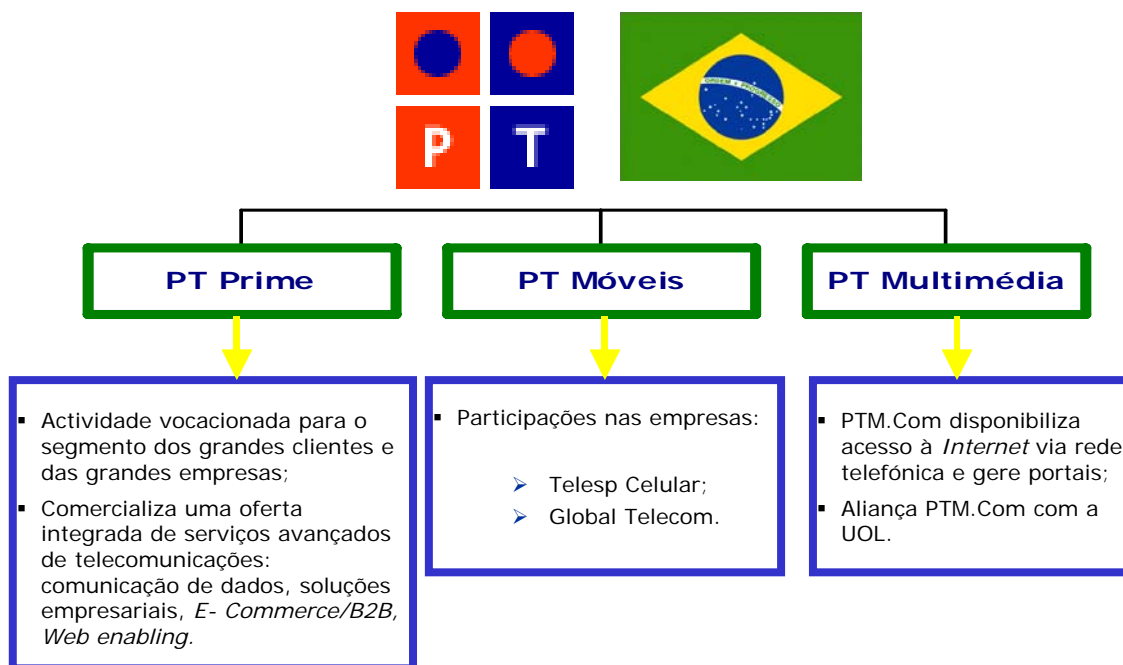 ORDEM E PROGRESSO
P T
PT Prime
PT Móveis
PT Multimédia
▪ Actividade vocacionada para o
segmento dos grandes clientes e
das grandes empresas;
▪ Comercializa uma oferta
integrada de serviços avançados
de telecomunicações:
comunicação de dados, soluções
empresariais, E- Commerce/B2B,
Web enabling.
▪ Participações nas empresas:
➢ Telesp Celular;
➢ Global Telecom.
▪ PTM.Com disponibiliza
acesso à Internet via rede
telefónica e gere portais;
▪ Aliança PTM.Com com a
UOL.